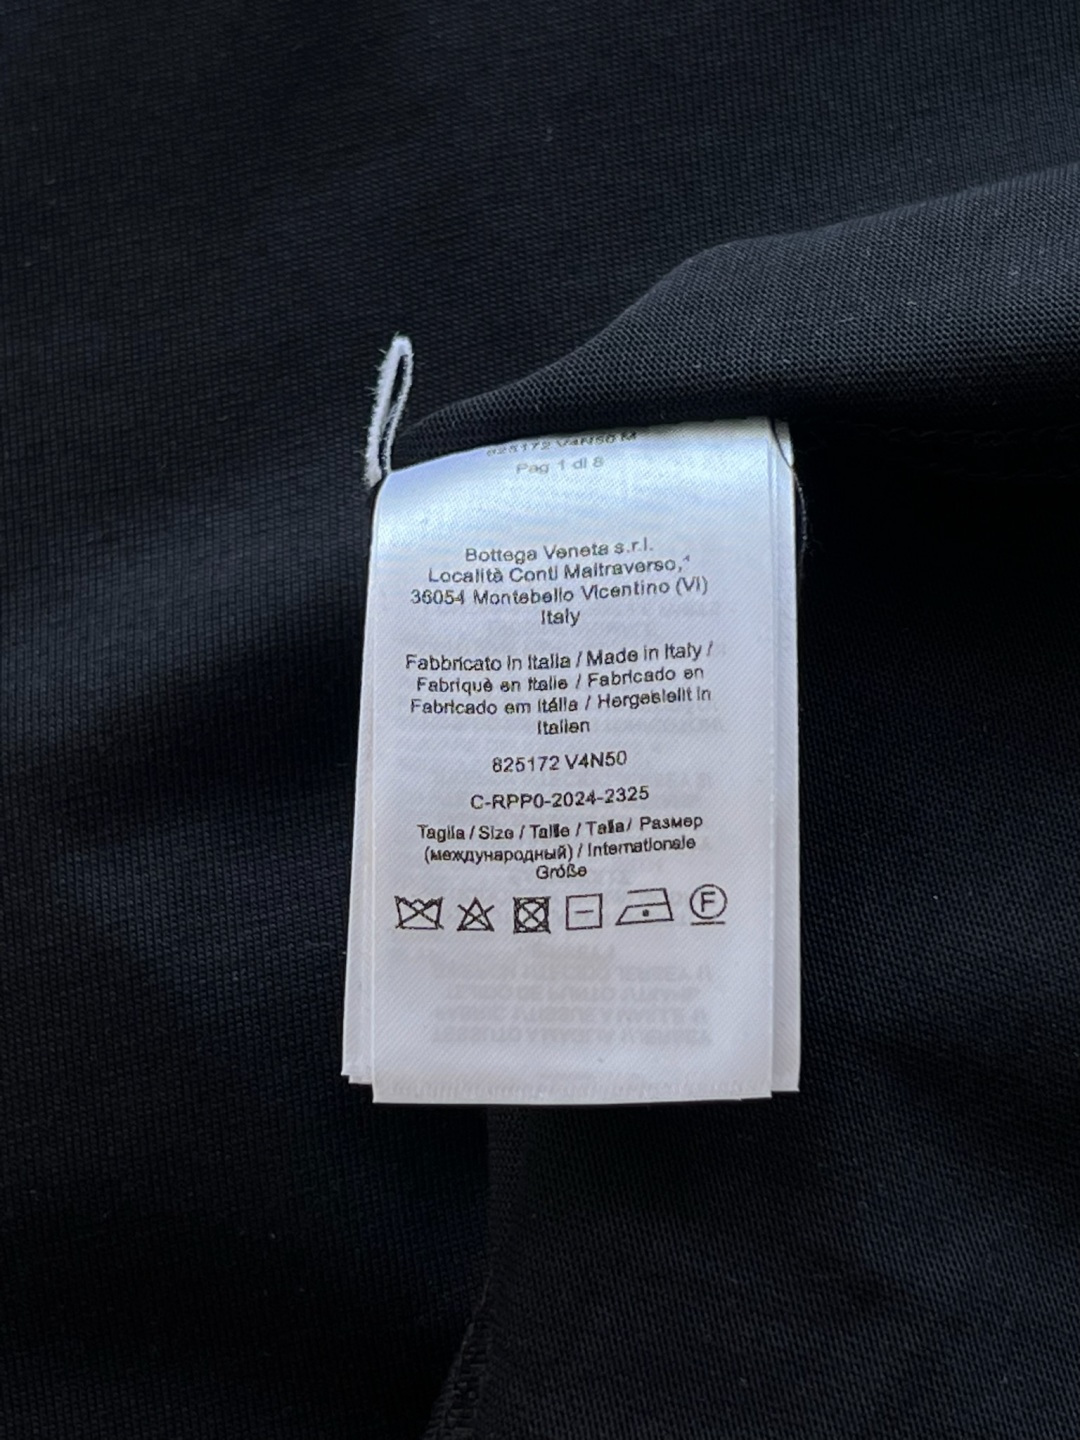 825172 V4N50 M
Pag 1 di 8
Bottega Veneta s.r.l.
Località Conti Maltraverso,1
36054 Montebello Vicentino (VI)
Italy
Fabbricato in Italia / Made in Italy /
Fabriquè en Italie / Fabricado en
Fabricado em Itália / Hergestellt in
Italien
825172 V4N50
C-RPP0-2024-2325
Taglia / Size / Taille / Talla/ Размер
(международный) / Internationale
Größe
F